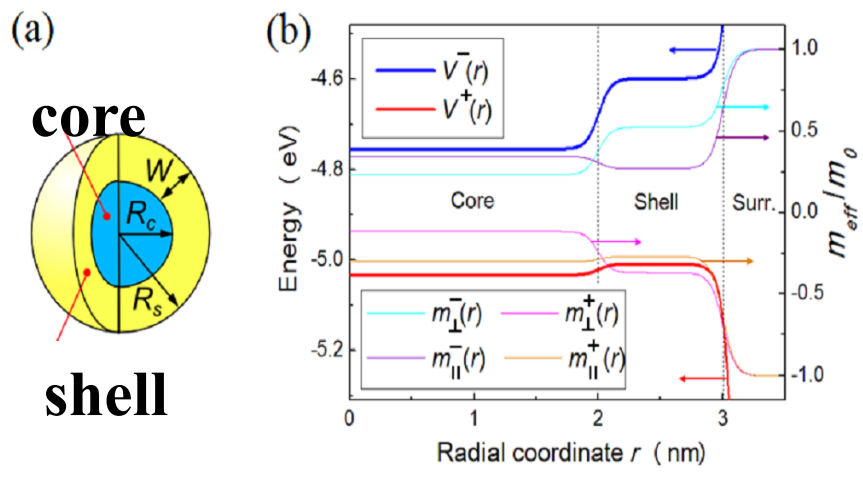 (a)
core
W
R_c
R_s
shell
(b)
V⁻(r)
V⁺(r)
-4.6
-4.8
-5.0
-5.2
Energy ( eV)
Core
Shell
Surr.
m⁻⊥(r) m⁺⊥(r)
m⁻||(r) m⁺||(r)
1.0
0.5
0.0
-0.5
-1.0
m_eff/m_0
0 1 2 3
Radial coordinate r ( nm)